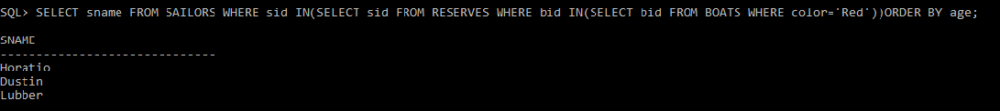 SQL> SELECT sname FROM SAILORS WHERE sid IN(SELECT sid FROM RESERVES WHERE bid IN(SELECT bid FROM BOATS WHERE color='Red'))ORDER BY age;
SNAME
------------------------------
Horatio
Dustin
Lubber